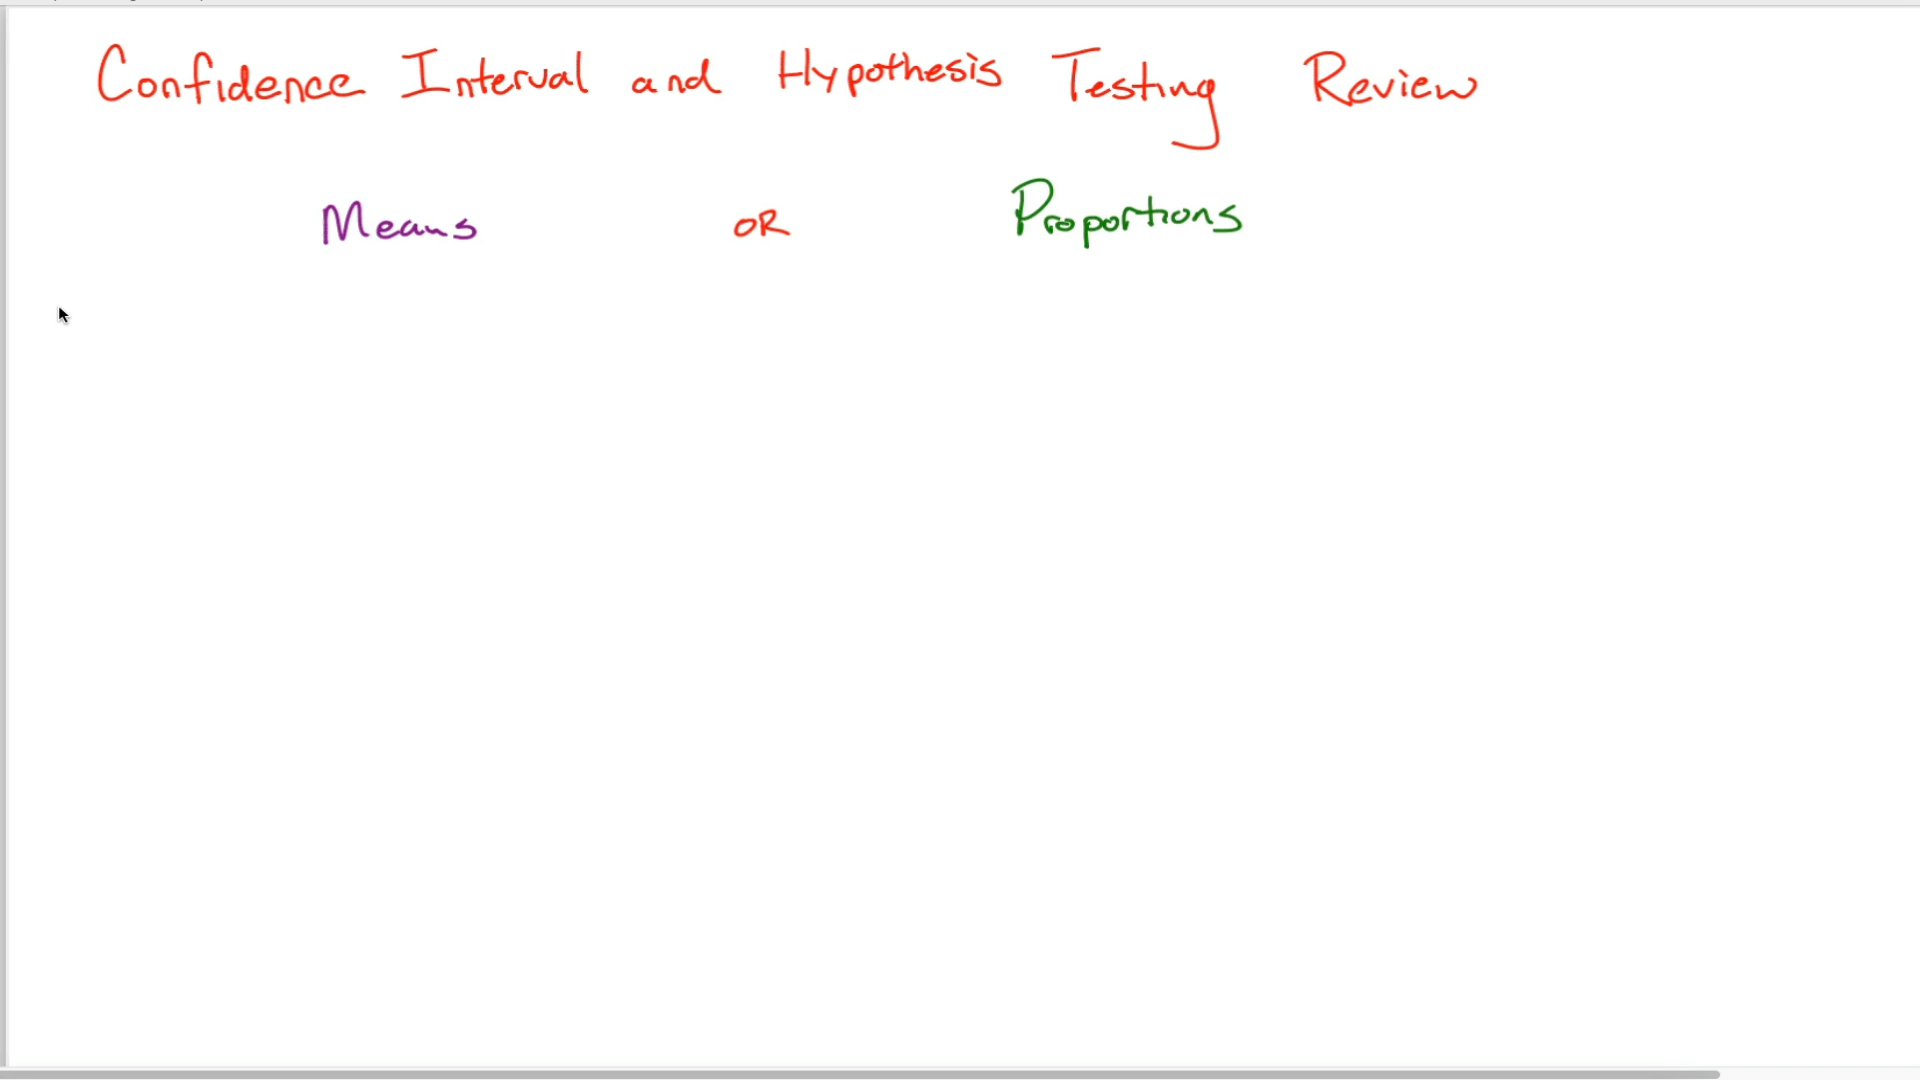 Confidence Interval and Hypothesis Testing Review
Means OR Proportions